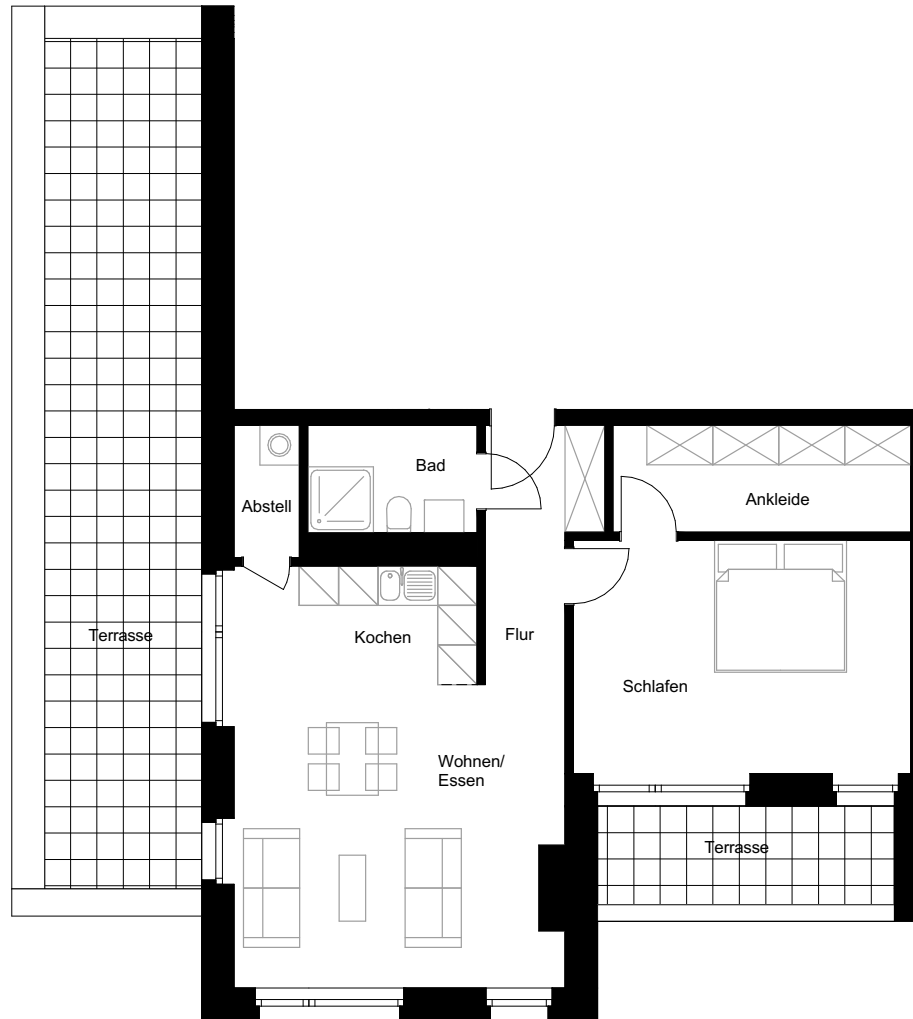 Bad
Abstell
Ankleide
Terrasse
Kochen
Flur
Schlafen
Wohnen/
Essen
Terrasse